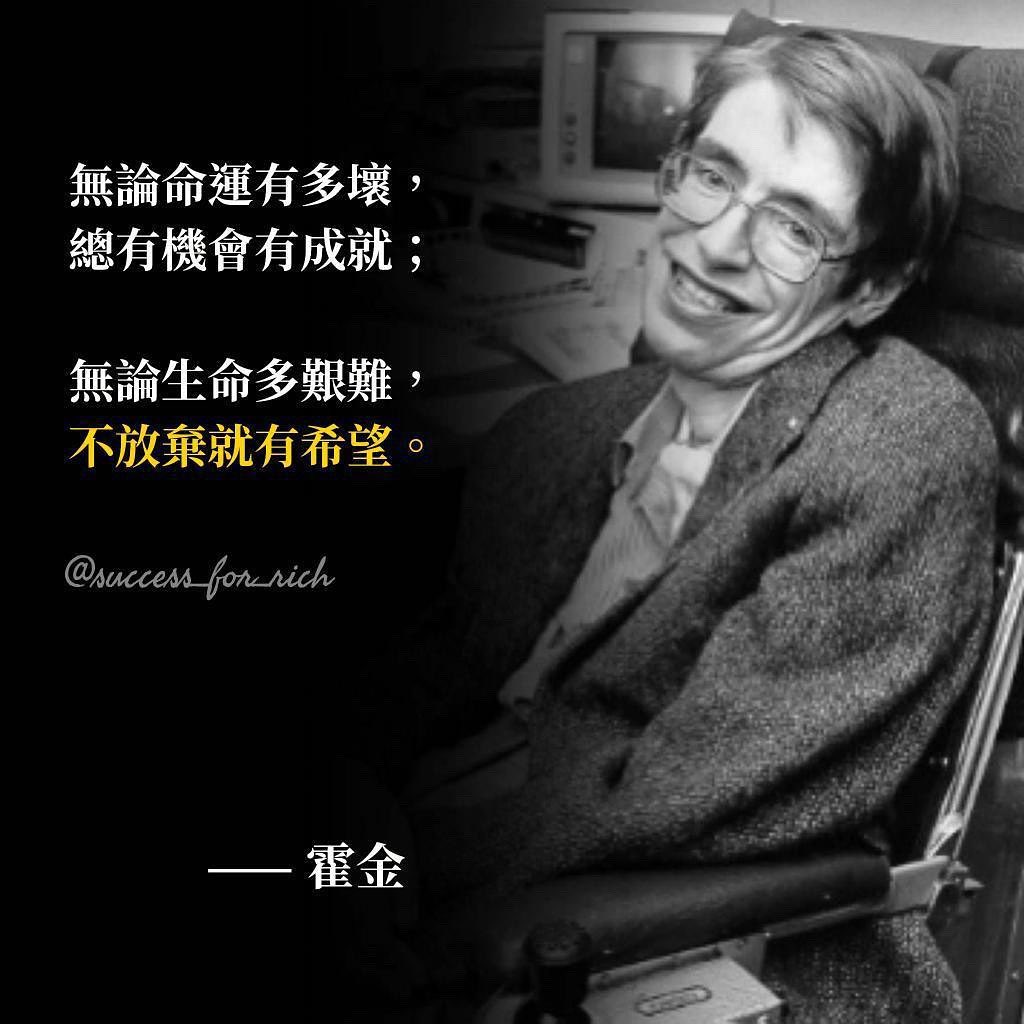 無論命運有多壞，
總有機會有成就；
無論生命多艱難，
不放棄就有希望。
@success_for_rich
—— 霍金